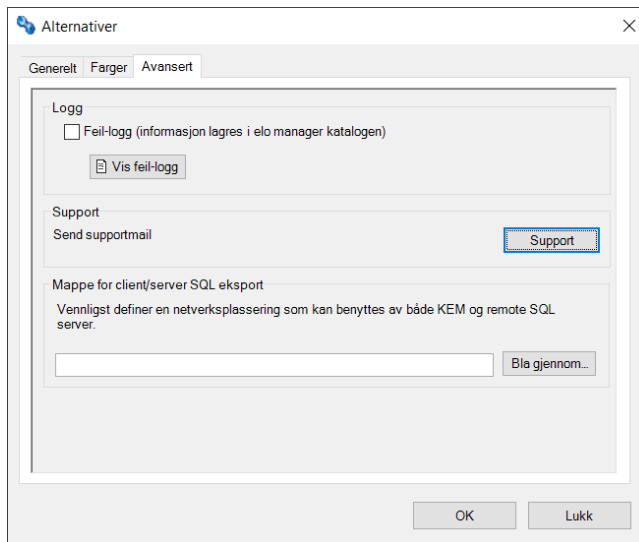 Alternativer
Generelt Farger Avansert
Logg
Feil-logg (informasjon lagres i elo manager katalogen)
Vis feil-logg
Support
Send supportmail
Support
Mappe for client/server SQL eksport
Vennligst definer en netverksplassering som kan benyttes av både KEM og remote SQL
server.
Bla gjennom...
OK Lukk